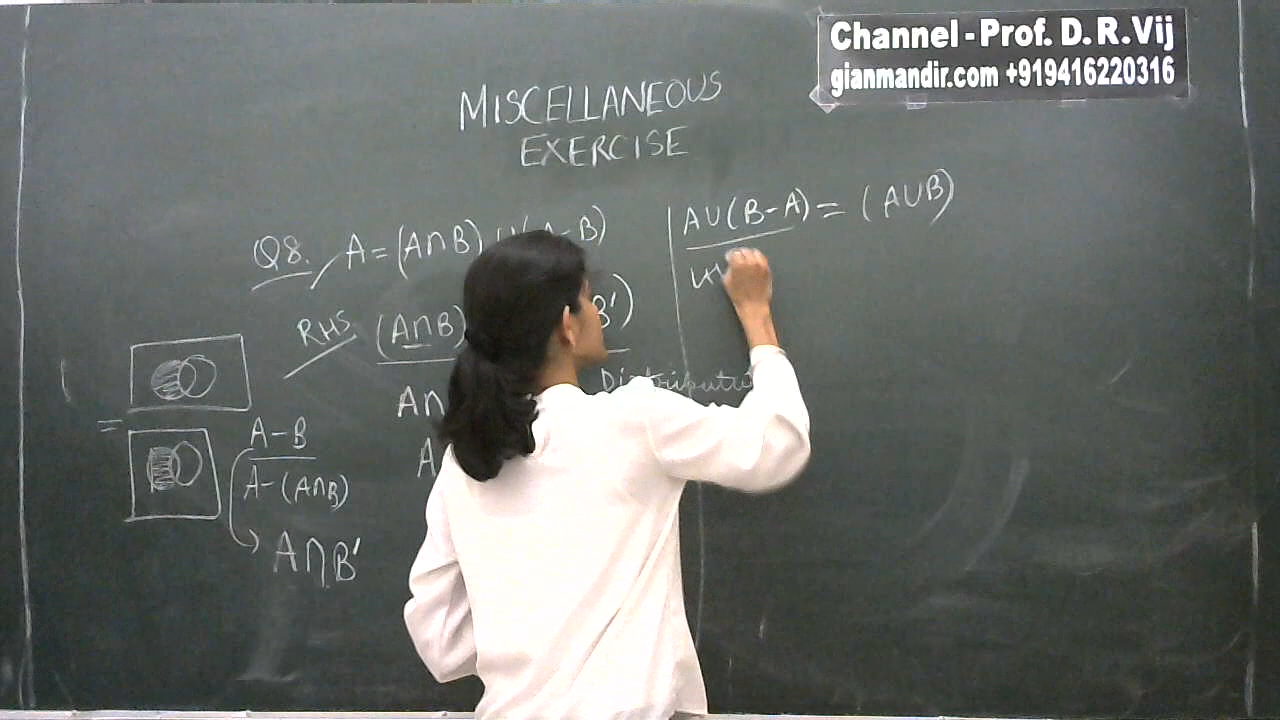 Channel - Prof. D. R. Vij
gianmandir.com +919416220316
MISCELLANEOUS
EXERCISE
Q8. A = (A∩B) ∪ (A-B)
RHS (A∩B) B')
A∩
A
A-B
A-(A∩B)
A∩B'
=
A∪(B-A) = (A∪B)